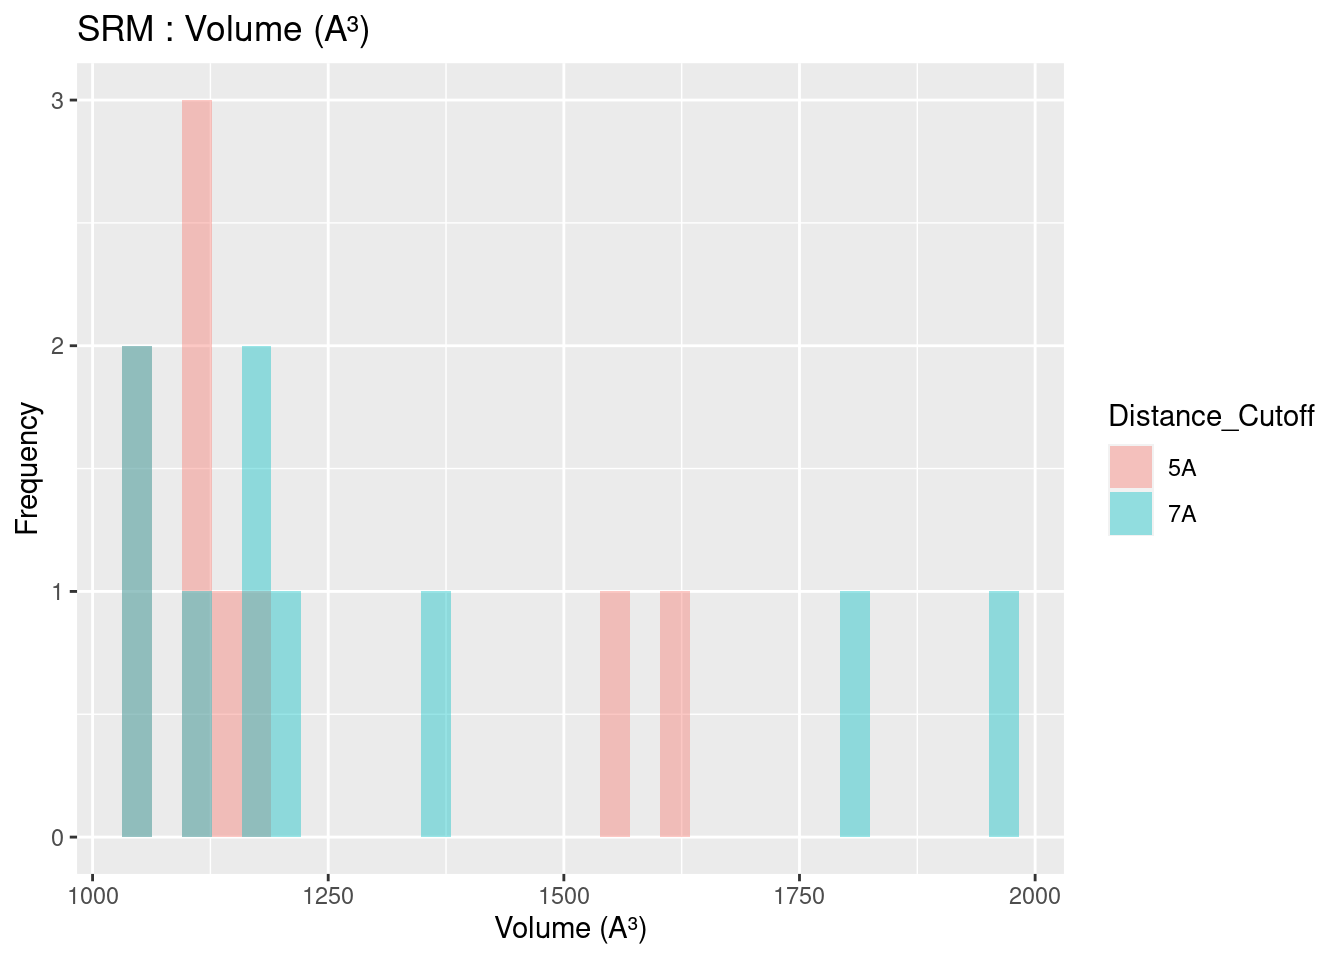 SRM : Volume (A³)
3
2
1
0
Frequency
1000 1250 1500 1750 2000
Volume (A³)
Distance_Cutoff
5A
7A